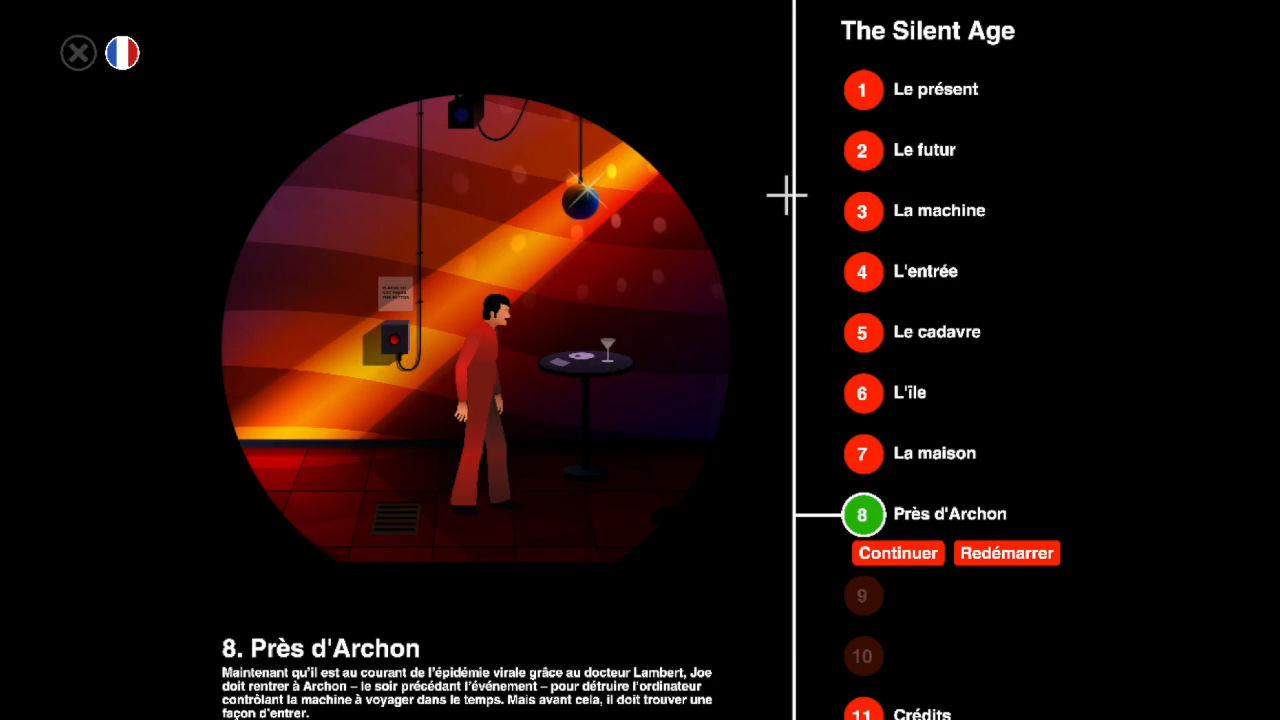 The Silent Age
1 Le présent
2 Le futur
3 La machine
4 L'entrée
5 Le cadavre
6 L'île
7 La maison
8 Près d'Archon
Continuer Redémarrer
9
10
11 Crédits
8. Près d'Archon
Maintenant qu'il est au courant de l'épidémie virale grâce au docteur Lambert, Joe
doit rentrer à Archon – le soir précédant l'événement – pour détruire l'ordinateur
contrôlant la machine à voyager dans le temps. Mais avant cela, il doit trouver une
façon d'entrer.